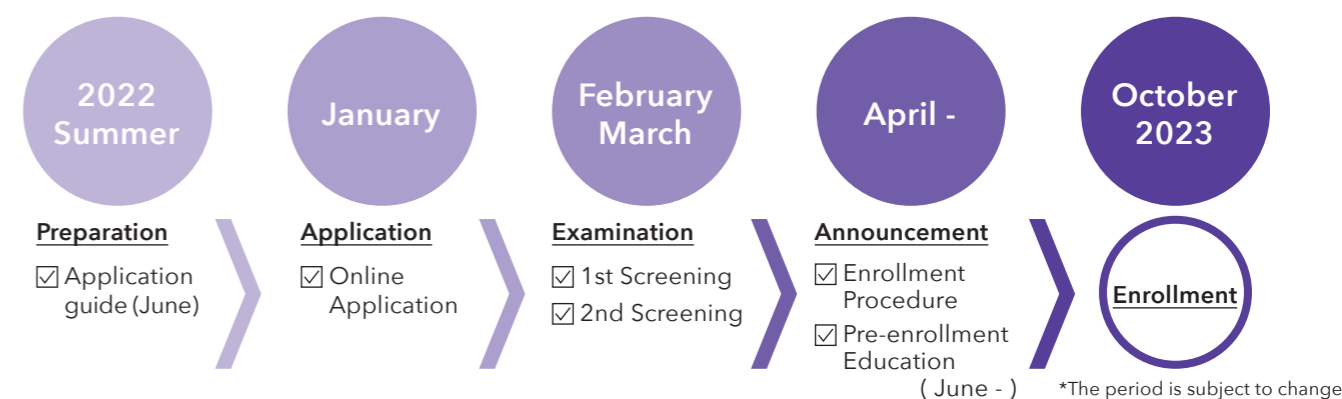 2022
Summer
January
February
March
April -
October
2023
Preparation
☑ Application
guide (June)
Application
☑ Online
Application
Examination
☑ 1st Screening
☑ 2nd Screening
Announcement
☑ Enrollment
Procedure
☑ Pre-enrollment
Education
( June - )
Enrollment
*The period is subject to change